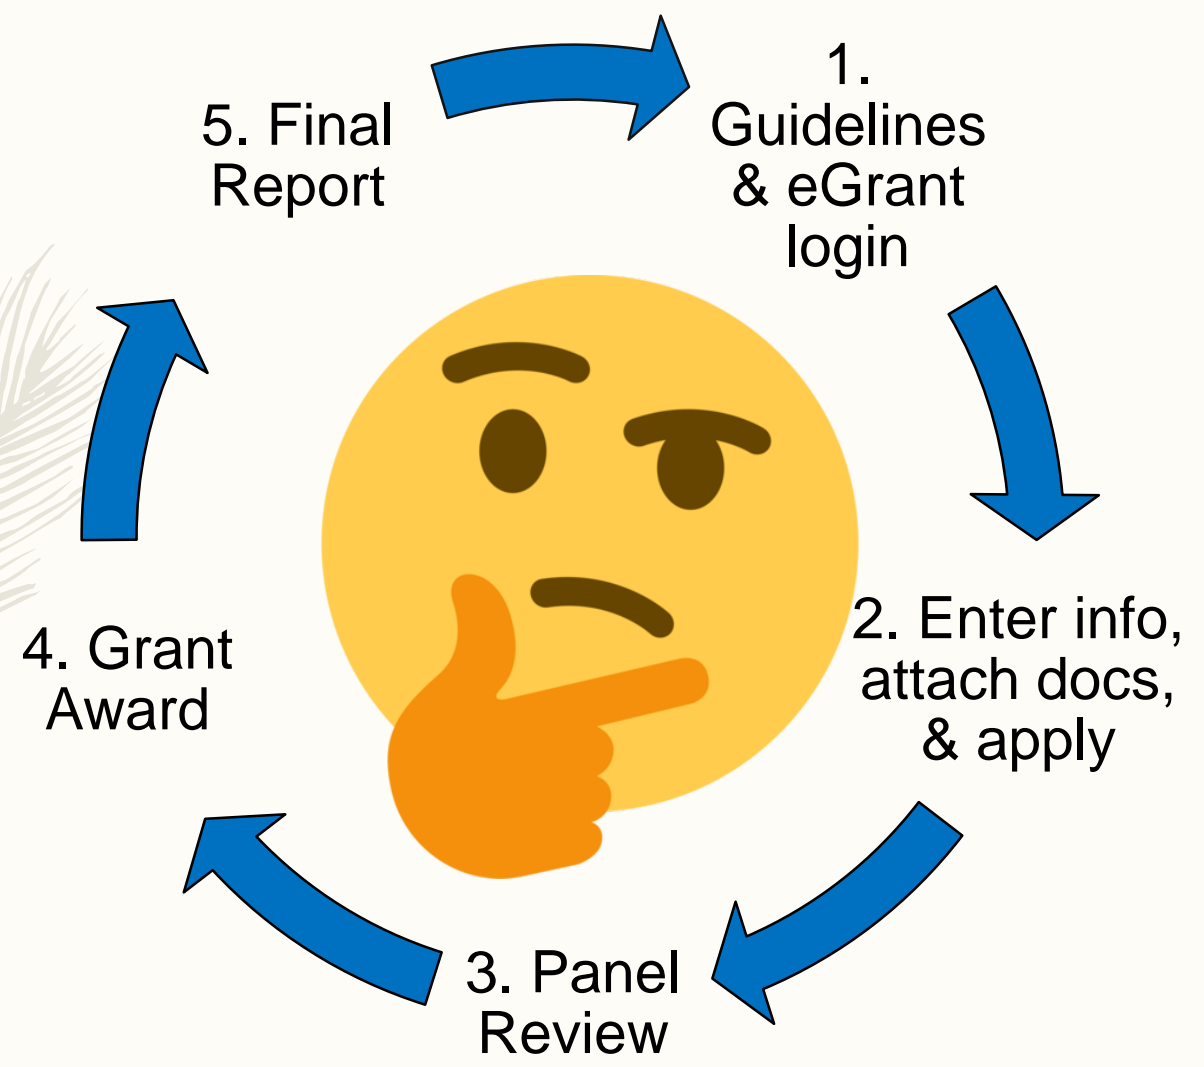 1.
Guidelines
& eGrant
login
2. Enter info,
attach docs,
& apply
3. Panel
Review
4. Grant
Award
5. Final
Report